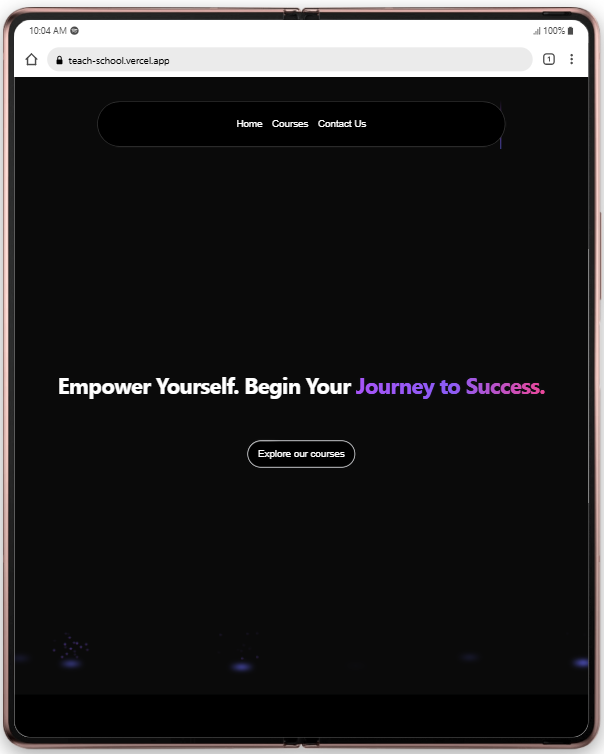 10:04 AM 100%
teach-school.vercel.app 1
Home Courses Contact Us
Empower Yourself. Begin Your Journey to Success.
Explore our courses